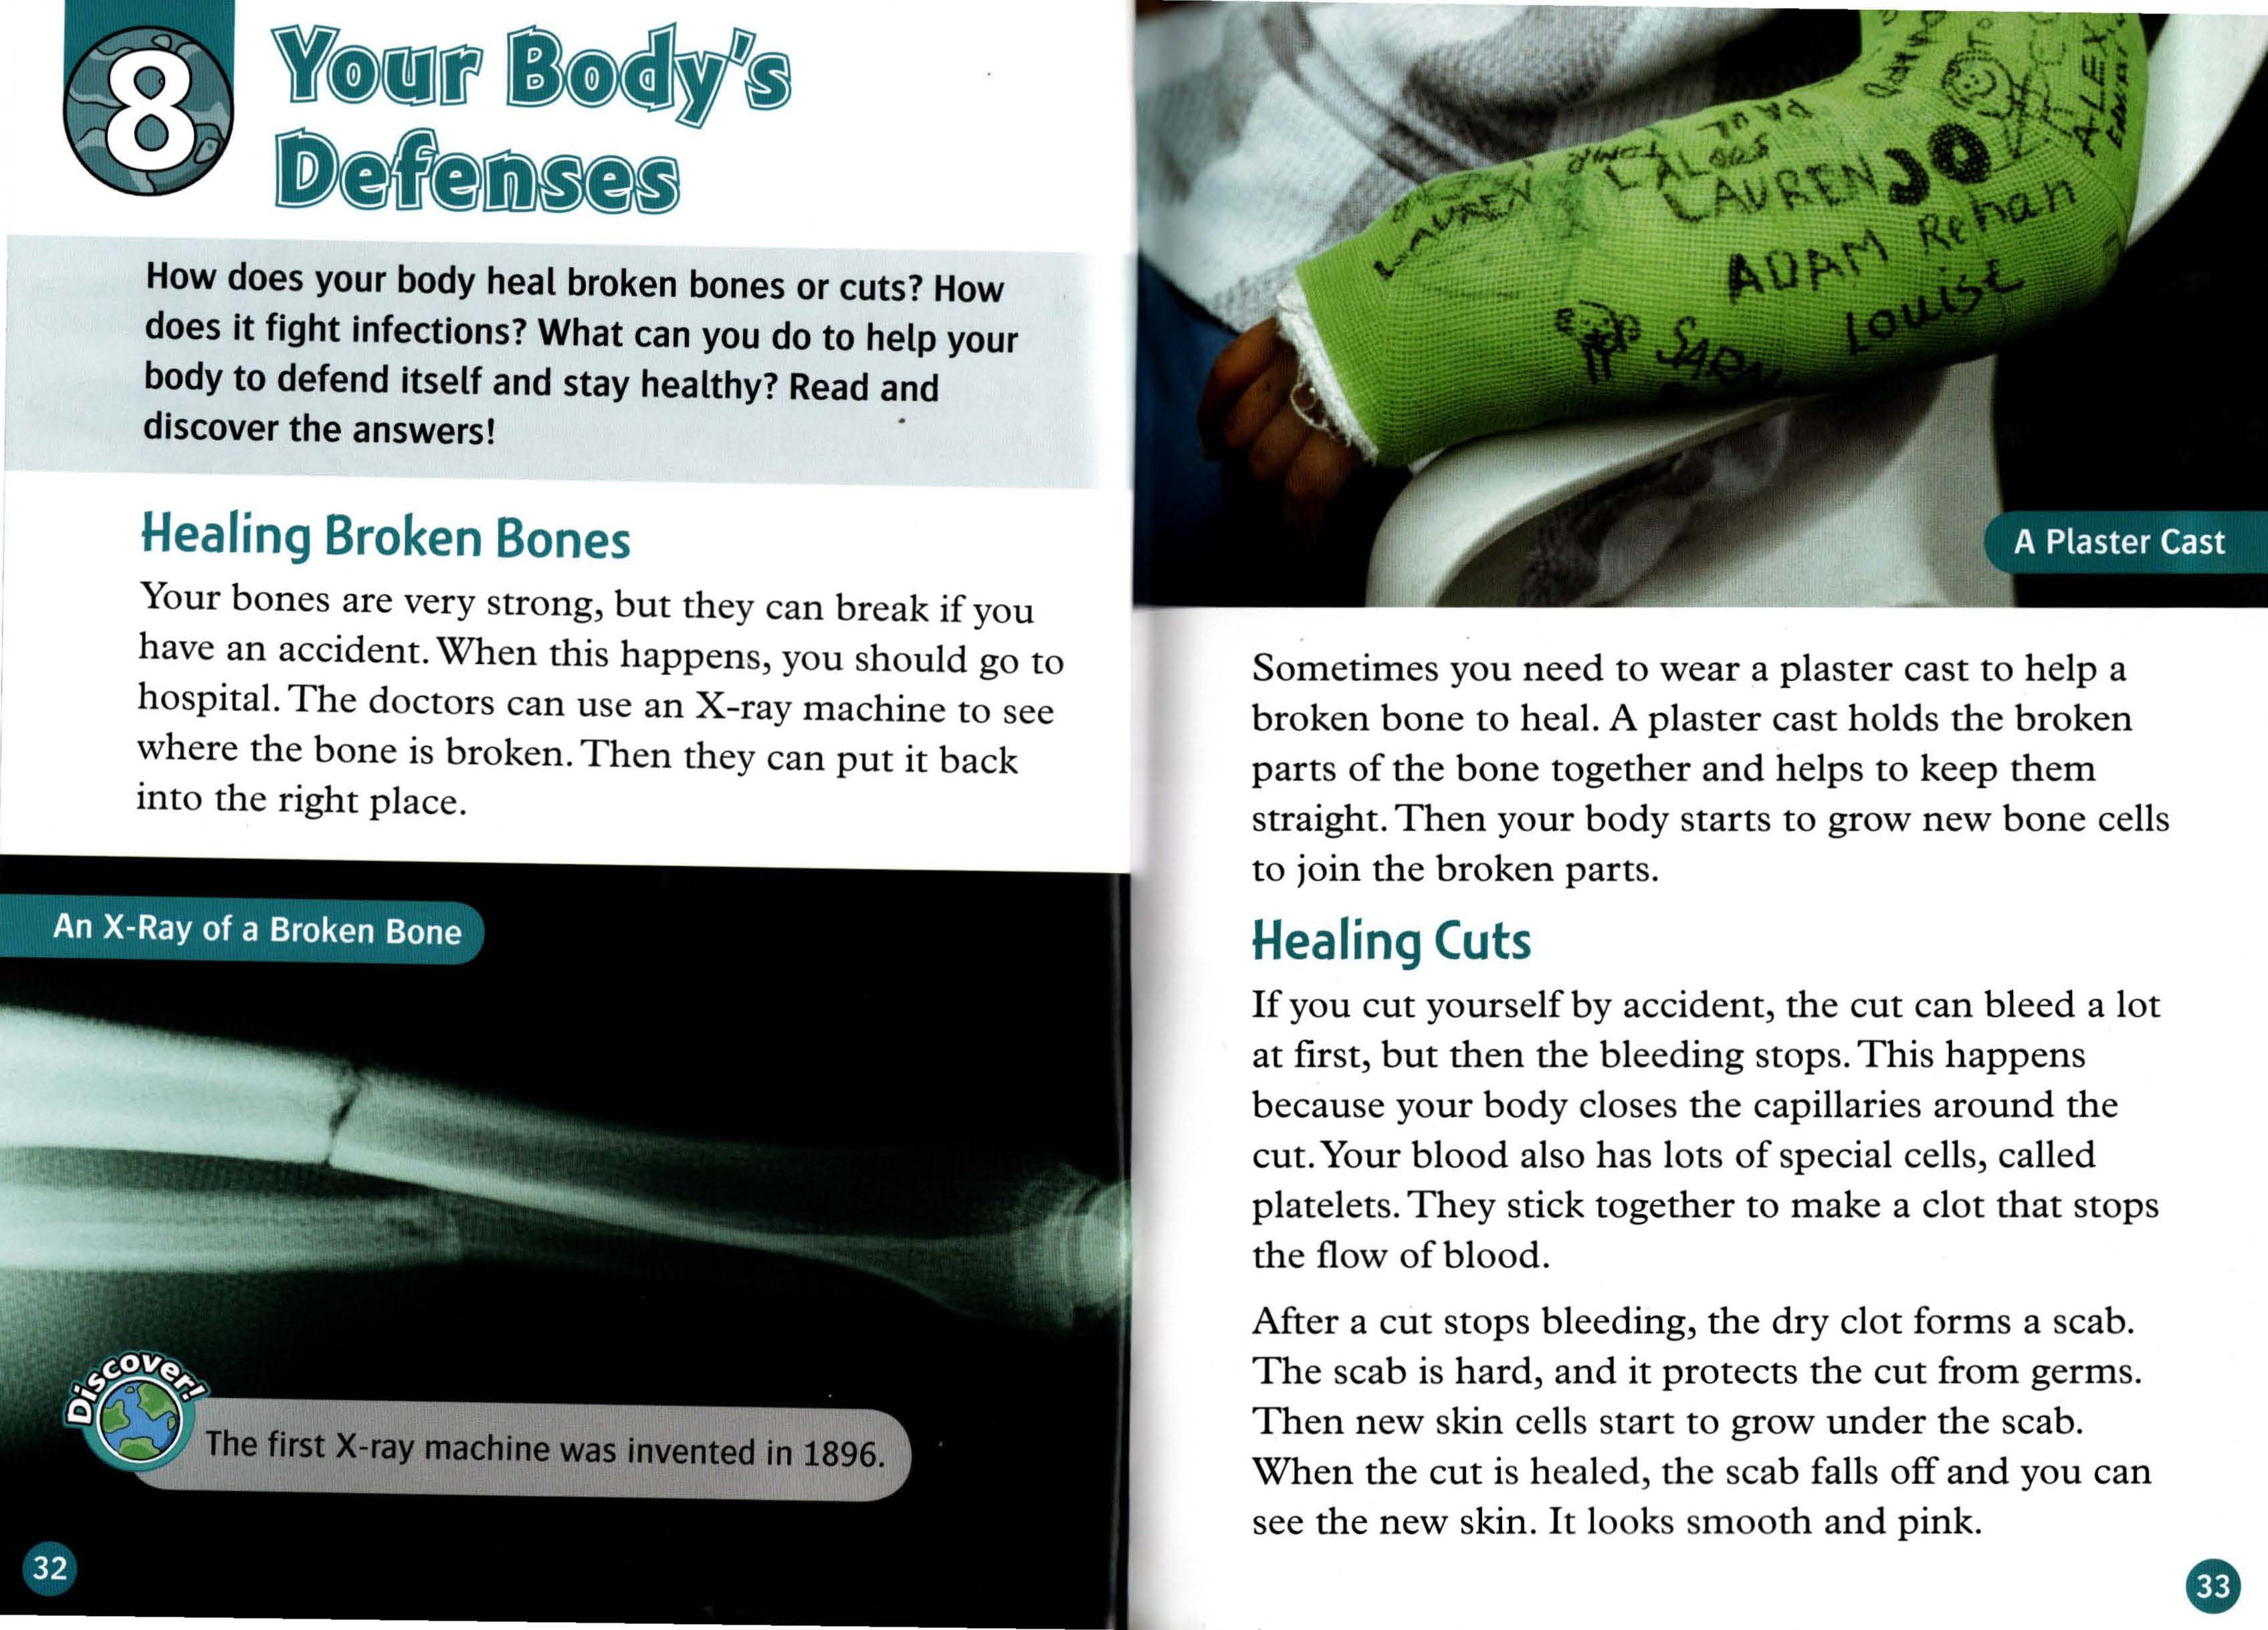 8
Your Body's
Defenses
How does your body heal broken bones or cuts? How
does it fight infections? What can you do to help your
body to defend itself and stay healthy? Read and
discover the answers!
Healing Broken Bones
Your bones are very strong, but they can break if you
have an accident. When this happens, you should go to
hospital. The doctors can use an X-ray machine to see
where the bone is broken. Then they can put it back
into the right place.
An X-Ray of a Broken Bone
Discover!
The first X-ray machine was invented in 1896.
32
PAUL
LAUREN
LAUREN
JO
ALEX
ADAM
Rehan
Louise
A Plaster Cast
Sometimes you need to wear a plaster cast to help a
broken bone to heal. A plaster cast holds the broken
parts of the bone together and helps to keep them
straight. Then your body starts to grow new bone cells
to join the broken parts.
Healing Cuts
If you cut yourself by accident, the cut can bleed a lot
at first, but then the bleeding stops. This happens
because your body closes the capillaries around the
cut. Your blood also has lots of special cells, called
platelets. They stick together to make a clot that stops
the flow of blood.
After a cut stops bleeding, the dry clot forms a scab.
The scab is hard, and it protects the cut from germs.
Then new skin cells start to grow under the scab.
When the cut is healed, the scab falls off and you can
see the new skin. It looks smooth and pink.
33